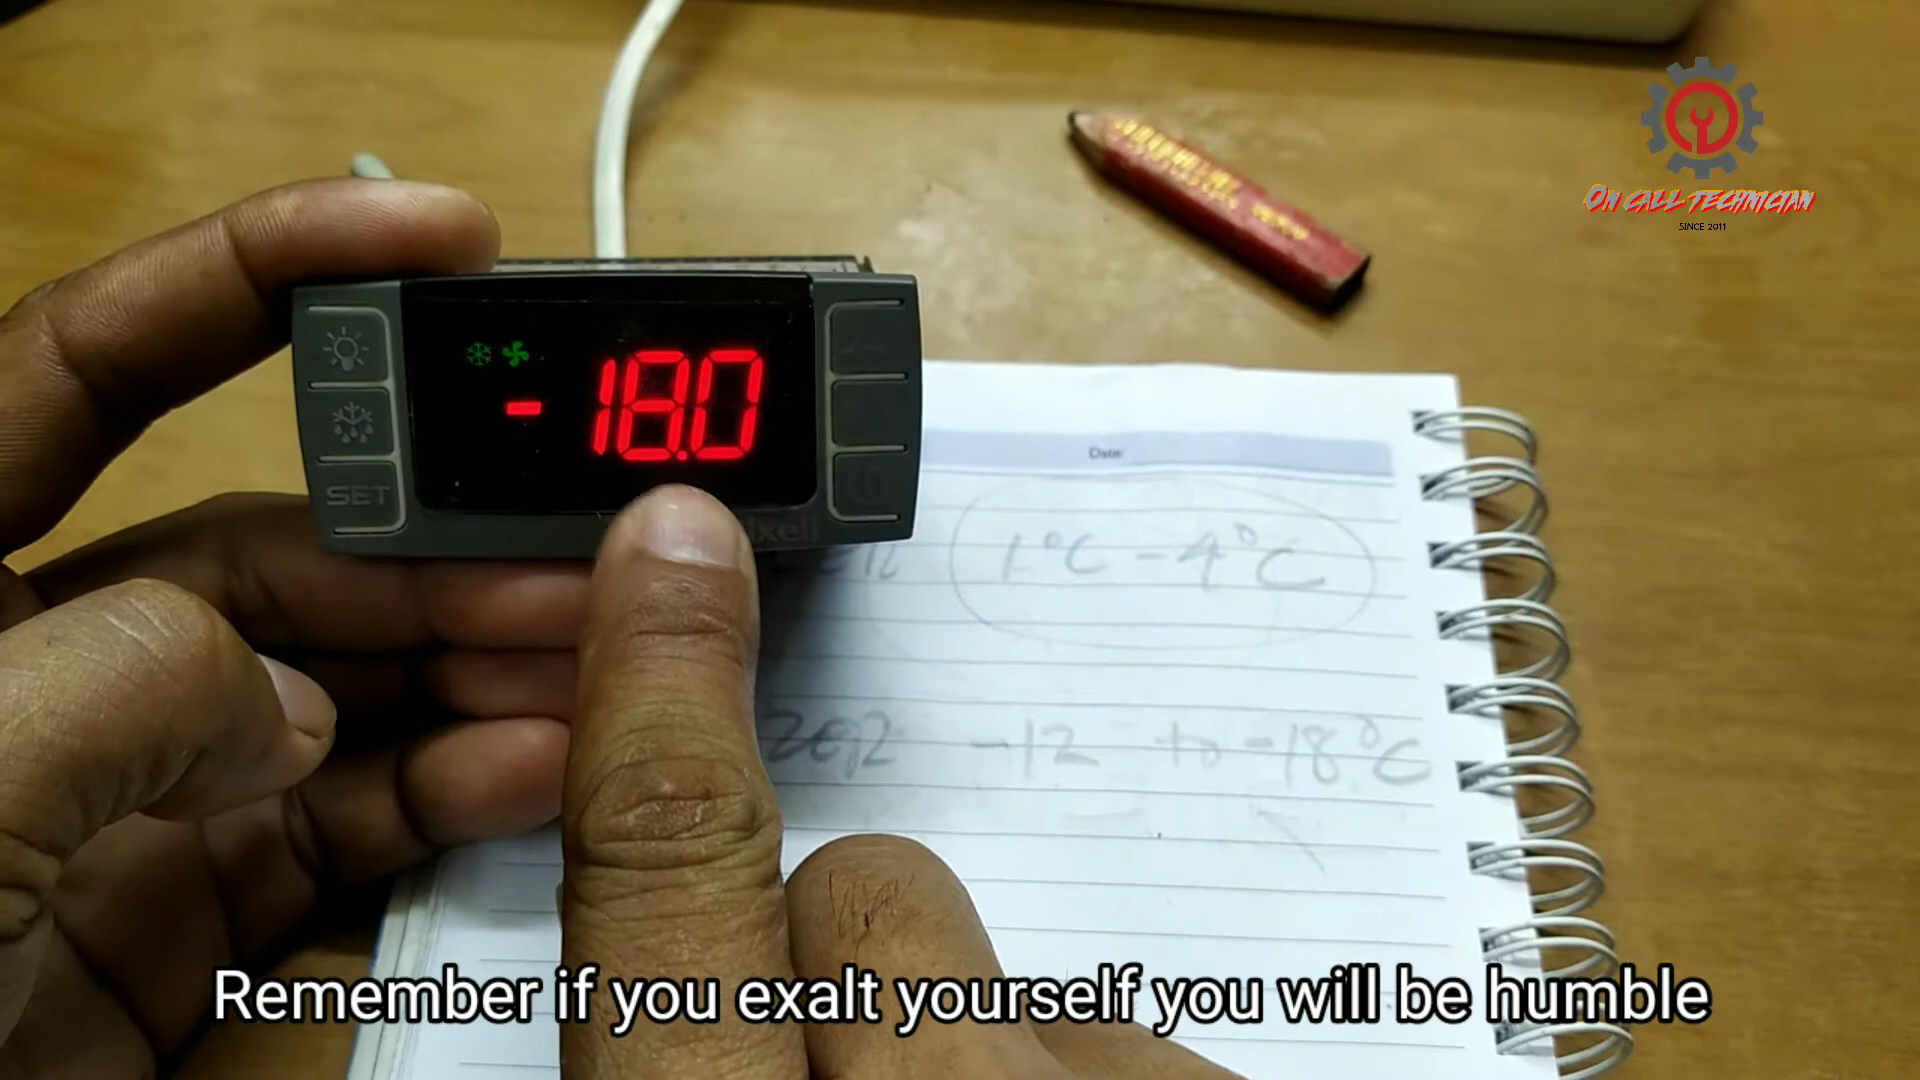 ON CALL TECHNICIAN
SINCE 2011
-18.0
SET
Date:
1°C - 4°C
-12 to -18°C
Remember if you exalt yourself you will be humble